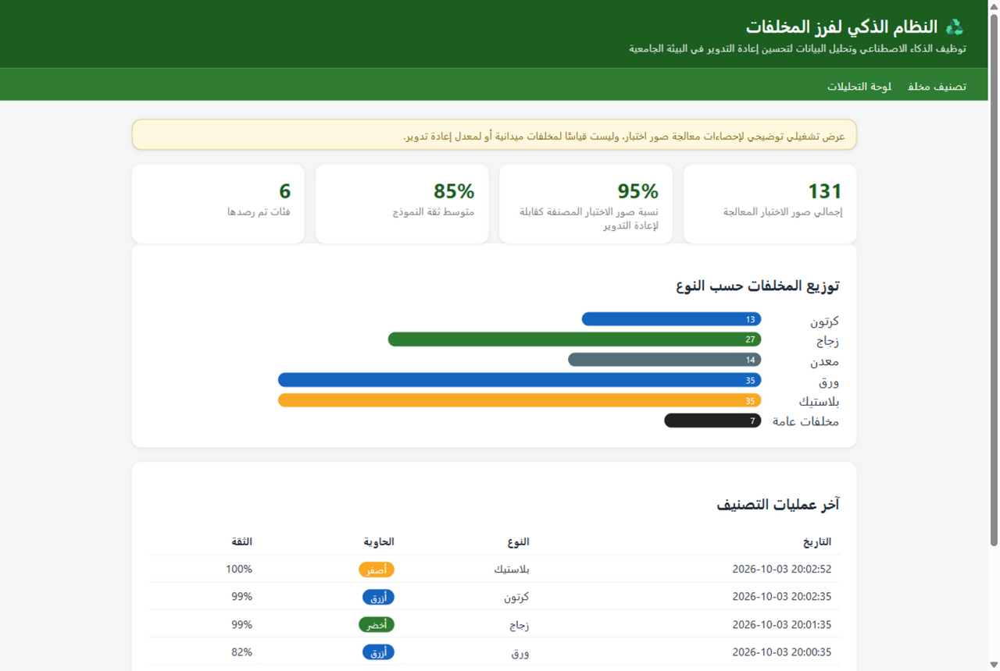 ♻️ النظام الذكي لفرز المخلفات
توظيف الذكاء الاصطناعي وتحليل البيانات لتحسين إعادة التدوير في البيئة الجامعية
تصنيف مخلف لوحة التحليلات
عرض تشغيلي توضيحي لإحصاءات معالجة صور اختبار، وليست قياسًا لمخلفات ميدانية أو لمعدل إعادة تدوير.
131
إجمالي صور الاختبار المعالجة
95%
نسبة صور الاختبار المصنفة كقابلة
لإعادة التدوير
85%
متوسط ثقة النموذج
6
فئات تم رصدها
توزيع المخلفات حسب النوع
كرتون 13
زجاج 27
معدن 14
ورق 35
بلاستيك 35
مخلفات عامة 7
آخر عمليات التصنيف
التاريخ النوع الحاوية الثقة
2026-10-03 20:02:52 بلاستيك أصفر 100%
2026-10-03 20:02:35 كرتون أزرق 99%
2026-10-03 20:01:35 زجاج أخضر 99%
2026-10-03 20:00:35 ورق أزرق 82%